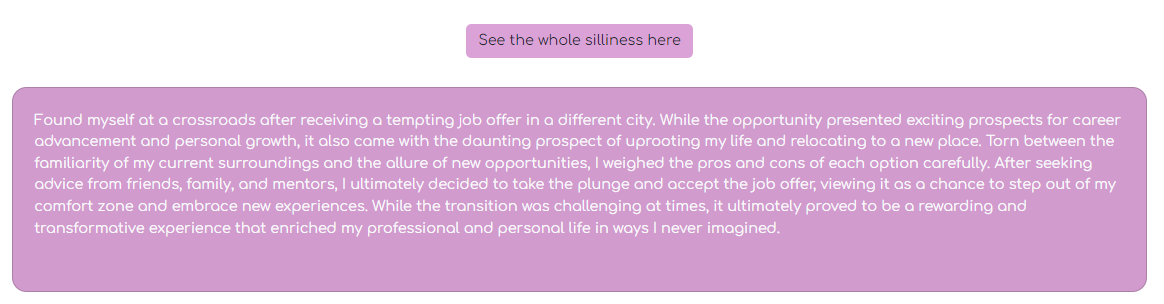 See the whole silliness here
Found myself at a crossroads after receiving a tempting job offer in a different city. While the opportunity presented exciting prospects for career
advancement and personal growth, it also came with the daunting prospect of uprooting my life and relocating to a new place. Torn between the
familiarity of my current surroundings and the allure of new opportunities, I weighed the pros and cons of each option carefully. After seeking
advice from friends, family, and mentors, I ultimately decided to take the plunge and accept the job offer, viewing it as a chance to step out of my
comfort zone and embrace new experiences. While the transition was challenging at times, it ultimately proved to be a rewarding and
transformative experience that enriched my professional and personal life in ways I never imagined.